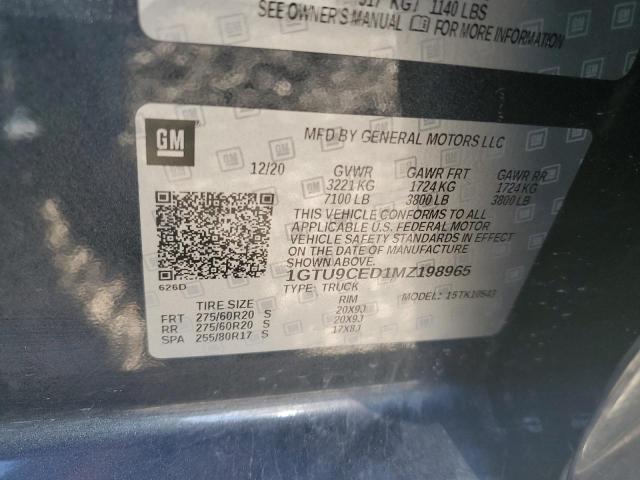 517 KG / 1140 LBS
SEE OWNER'S MANUAL FOR MORE INFORMATION
GM
MFD BY GENERAL MOTORS LLC
12/20 GVWR GAWR FRT GAWR RR
3221 KG 1724 KG 1724 KG
7100 LB 3800 LB 3800 LB
THIS VEHICLE CONFORMS TO ALL
APPLICABLE U.S. FEDERAL MOTOR
VEHICLE SAFETY STANDARDS IN EFFECT
ON THE DATE OF MANUFACTURE
SHOWN ABOVE.
1GTU9CED1MZ198965
626D
TYPE: TRUCK MODEL: 15TK10543
TIRE SIZE RIM
FRT 275/60R20 S 20X9J
RR 275/60R20 S 20X9J
SPA 255/80R17 S 17X8J